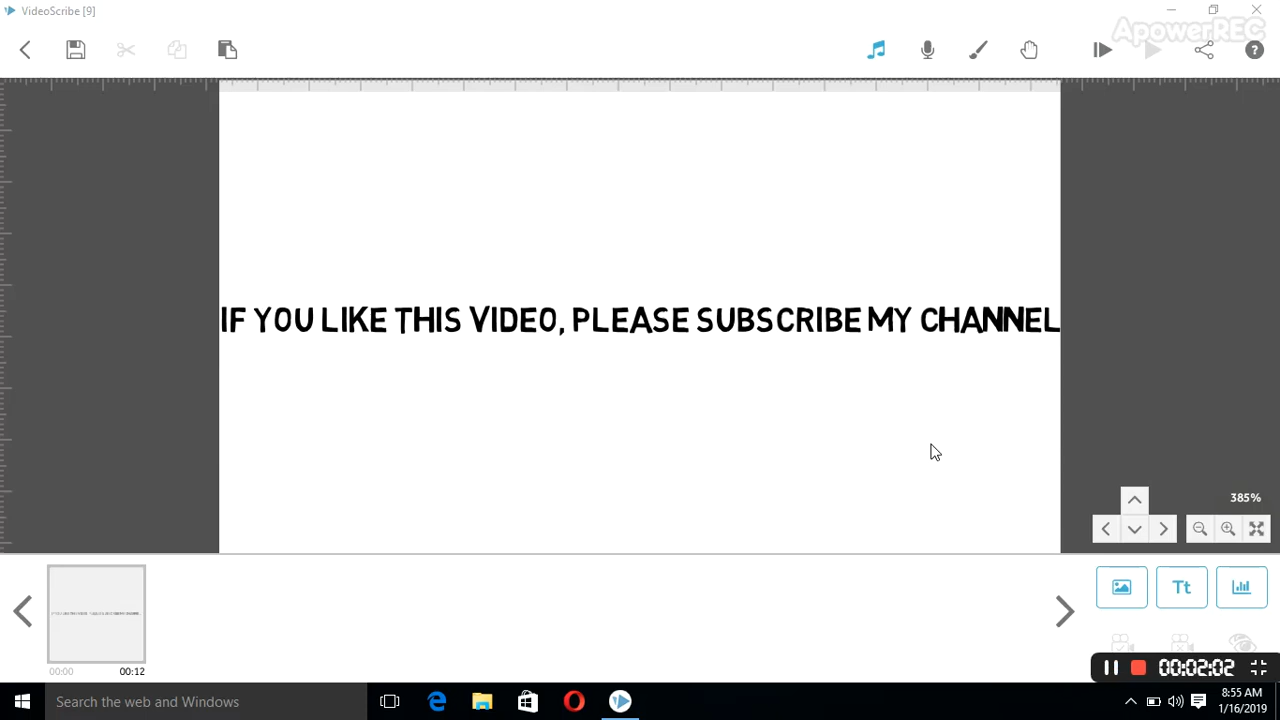 VideoScribe [9]
ApowerREC
IF YOU LIKE THIS VIDEO, PLEASE SUBSCRIBE MY CHANNEL
385%
Tt
00:00
00:12
00:02:02
Search the web and Windows
8:55 AM
1/16/2019